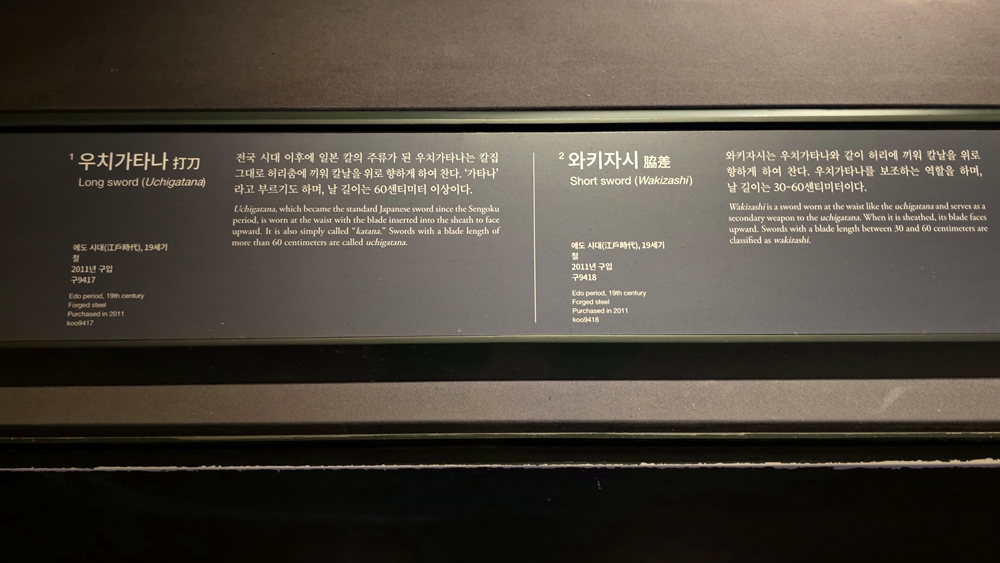 1 우치가타나 打刀
Long sword (Uchigatana)
전국 시대 이후에 일본 칼의 주류가 된 우치가타나는 칼집
그대로 허리춤에 끼워 칼날을 위로 향하게 하여 찬다. ‘가타나’
라고 부르기도 하며, 날 길이는 60센티미터 이상이다.
Uchigatana, which became the standard Japanese sword since the Sengoku
period, is worn at the waist with the blade inserted into the sheath to face
upward. It is also simply called “katana.” Swords with a blade length of
more than 60 centimeters are called uchigatana.
에도 시대(江戶時代), 19세기
철
2011년 구입
구9417
Edo period, 19th century
Forged steel
Purchased in 2011
koo9417
2 와키자시 脇差
Short sword (Wakizashi)
와키자시는 우치가타나와 같이 허리에 끼워 칼날을 위로
향하게 하여 찬다. 우치가타나를 보조하는 역할을 하며,
날 길이는 30-60센티미터이다.
Wakizashi is a sword worn at the waist like the uchigatana and serves as a
secondary weapon to the uchigatana. When it is sheathed, its blade faces
upward. Swords with a blade length between 30 and 60 centimeters are
classified as wakizashi.
에도 시대(江戶時代), 19세기
철
2011년 구입
구9418
Edo period, 19th century
Forged steel
Purchased in 2011
koo9418